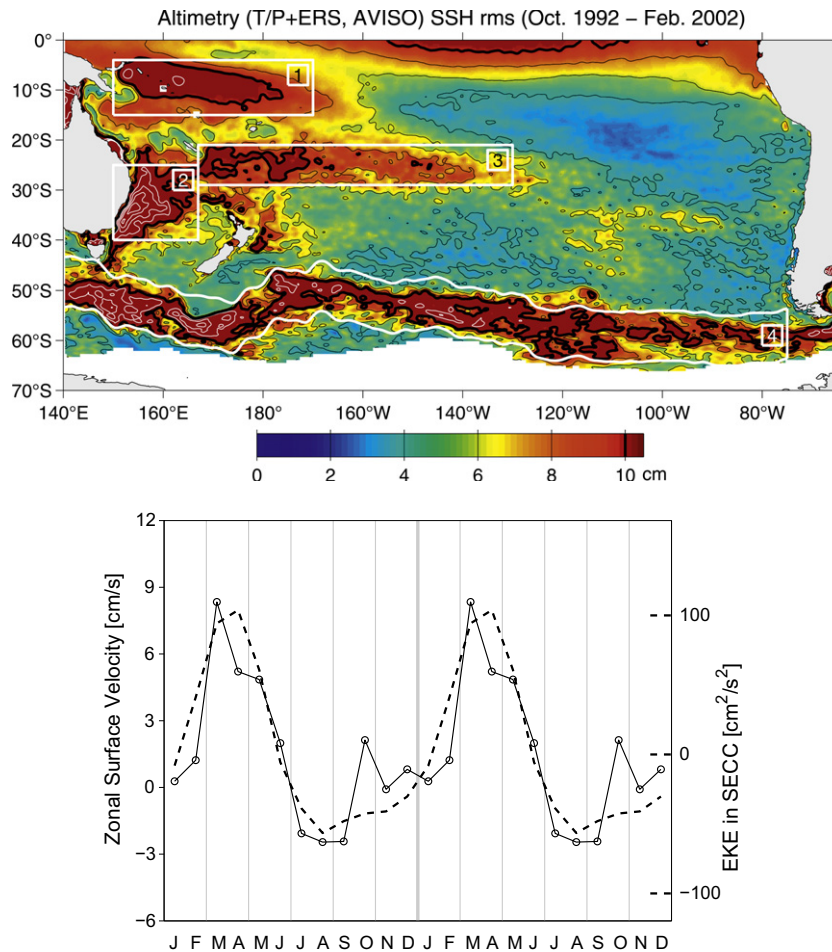 Altimetry (T/P+ERS, AVISO) SSH rms (Oct. 1992 – Feb. 2002)
0°
10°S
20°S
30°S
40°S
50°S
60°S
70°S
1
2
3
4
140°E 160°E 180° 160°W 140°W 120°W 100°W 80°W
0 2 4 6 8 10 cm
Zonal Surface Velocity [cm/s]
12
9
6
3
0
−3
−6
100
0
−100
EKE in SECC [cm²/s²]
J F M A M J J A S O N D J F M A M J J A S O N D